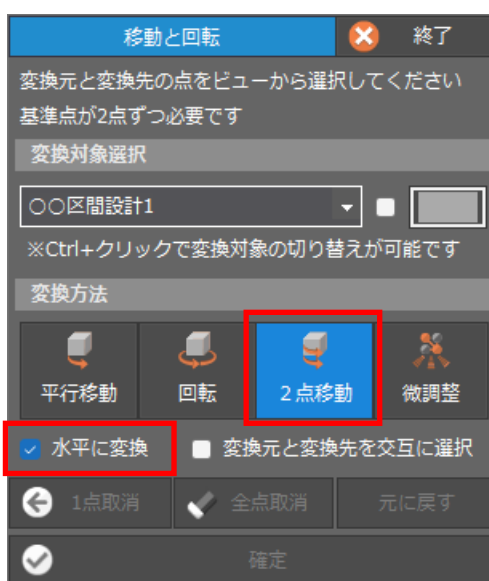 移動と回転 終了
変換元と変換先の点をビューから選択してください
基準点が2点ずつ必要です
変換対象選択
〇〇区間設計1
※Ctrl+クリックで変換対象の切り替えが可能です
変換方法
平行移動 回転 2点移動 微調整
水平に変換 変換元と変換先を交互に選択
1点取消 全点取消 元に戻す
確定